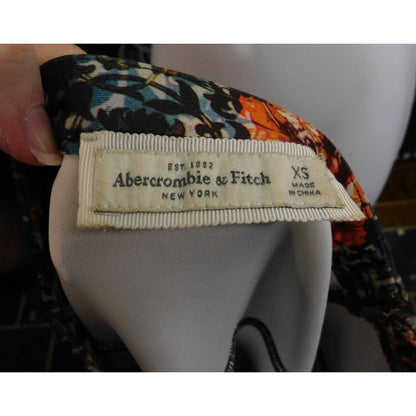 EST. 1892
Abercrombie & Fitch
NEW YORK
XS
MADE
IN CHINA